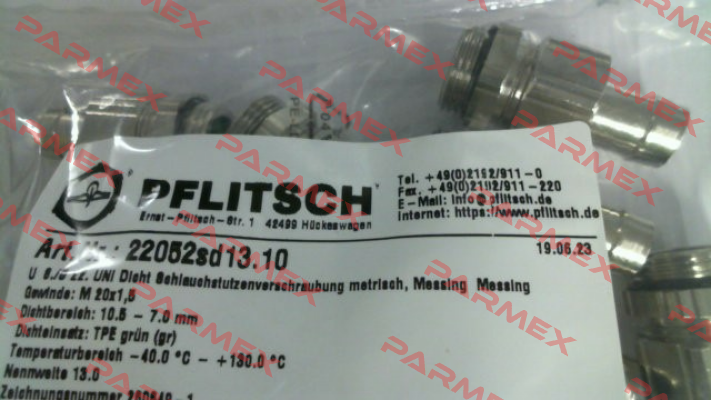 PFLITSCH
Ernst-Pflitsch-Str. 1 42499 Hückeswagen
Tel. +49(0)2192/911-0
Fax. +49(0)2192/911-220
E-Mail: info@pflitsch.de
Internet: https://www.pflitsch.de
19.06.23
Art. Nr.: 22052sd13.10
UNI Dicht Schlauchstutzenverschraubung metrisch, Messing Messing
Gewinde: M 20x1,5
Dichtbereich: 10.5 - 7.0 mm
Dichteinsatz: TPE grün (gr)
Temperaturbereich -40.0 °C - +130.0 °C
Nennweite 13.0
Zeichnungsnummer
PARMEX